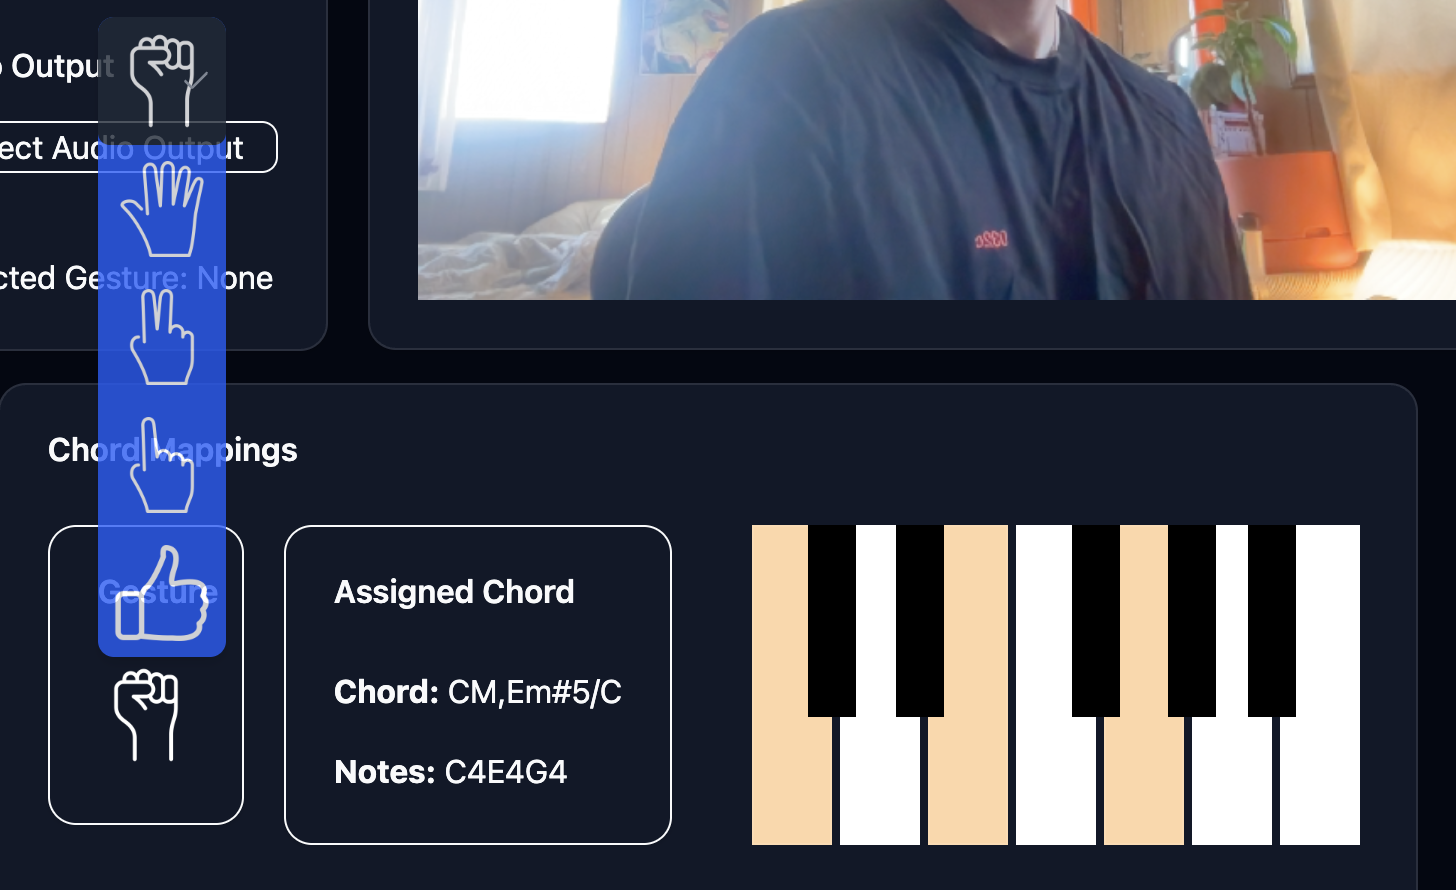 Output
ect Audio Output
cted Gesture: None
Chord Mappings
Gesture
Assigned Chord
Chord: CM,Em#5/C
Notes: C4E4G4